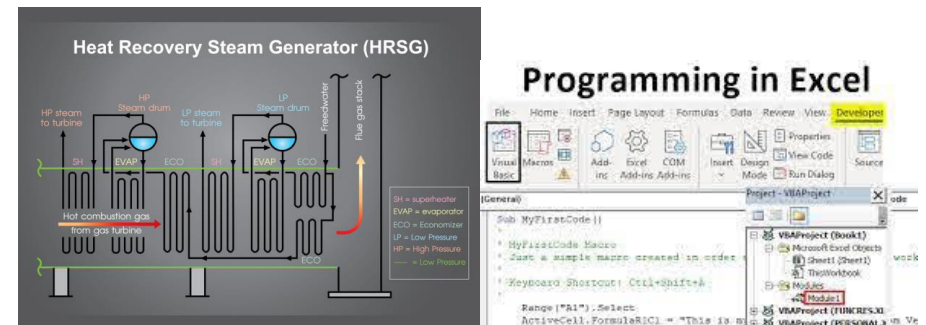 Heat Recovery Steam Generator (HRSG)
HP steam
to turbine
HP
Steam drum
LP steam
to turbine
LP
Steam drum
Freedwater
Flue gas stack
SH
EVAP
ECO
SH
EVAP
ECO
Hot combustion gas
from gas turbine
ECO
SH = superheater
EVAP = evaporator
ECO = Economizer
LP = Low Pressure
HP = High Pressure
= Low Pressure
Programming in Excel
File Home Insert Page Layout Formulas Data Review View Developer
Visual
Basic
Macros
Add-
ins
Excel
Add-ins
COM
Add-ins
Insert
Design
Mode
Properties
View Code
Run Dialog
Source
(General)
Project - VBAProject
X
ode
Sub MyFirstCode()
' MyFirstCode Macro
' Just a simple macro created in order
work
' Keyboard Shortcut: Ctrl+Shift+A
Range("A1").Select
ActiveCell.FormulaR1C1 = "This is m
VBAProject (Book1)
Microsoft Excel Objects
Sheet1 (Sheet1)
ThisWorkbook
Modules
Module1
VBAProject (FUNCRES.XL
VBAProject (PERSONAL.X